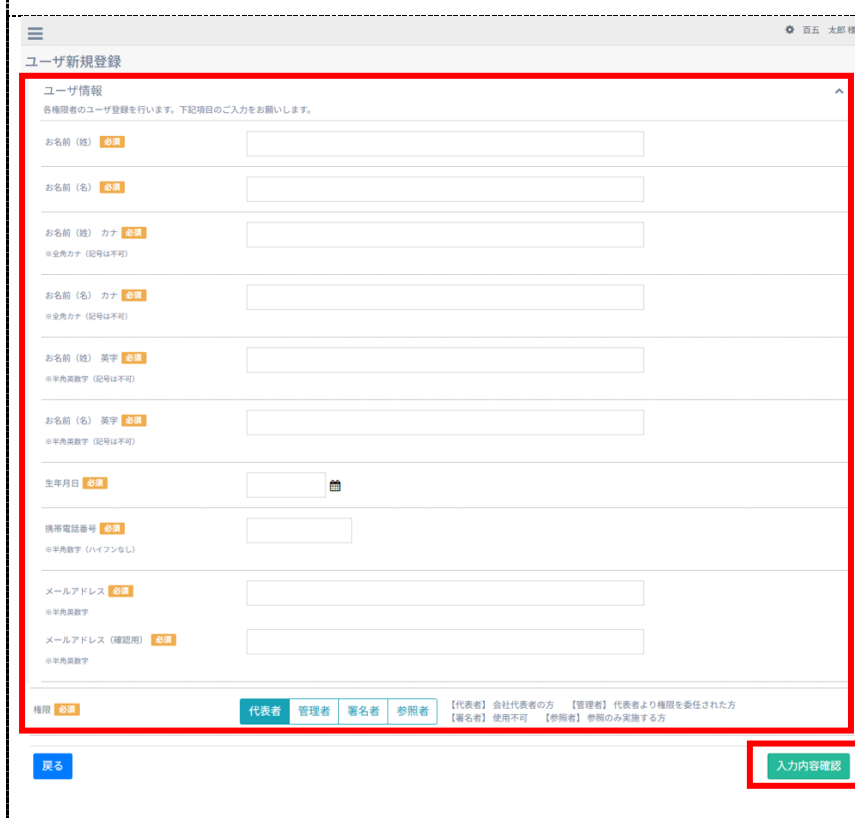 百五 太郎 様
ユーザ新規登録
ユーザ情報
各権限者のユーザ登録を行います。下記項目のご入力をお願いします。
お名前（姓） 必須
お名前（名） 必須
お名前（姓） カナ 必須
※全角カナ（記号は不可）
お名前（名） カナ 必須
※全角カナ（記号は不可）
お名前（姓） 英字 必須
※半角英数字（記号は不可）
お名前（名） 英字 必須
※半角英数字（記号は不可）
生年月日 必須
携帯電話番号 必須
※半角数字（ハイフンなし）
メールアドレス 必須
※半角英数字
メールアドレス（確認用） 必須
※半角英数字
権限 必須 代表者 管理者 署名者 参照者 【代表者】 会社代表者の方 【管理者】 代表者より権限を委任された方
【署名者】 使用不可 【参照者】 参照のみ実施する方
戻る 入力内容確認